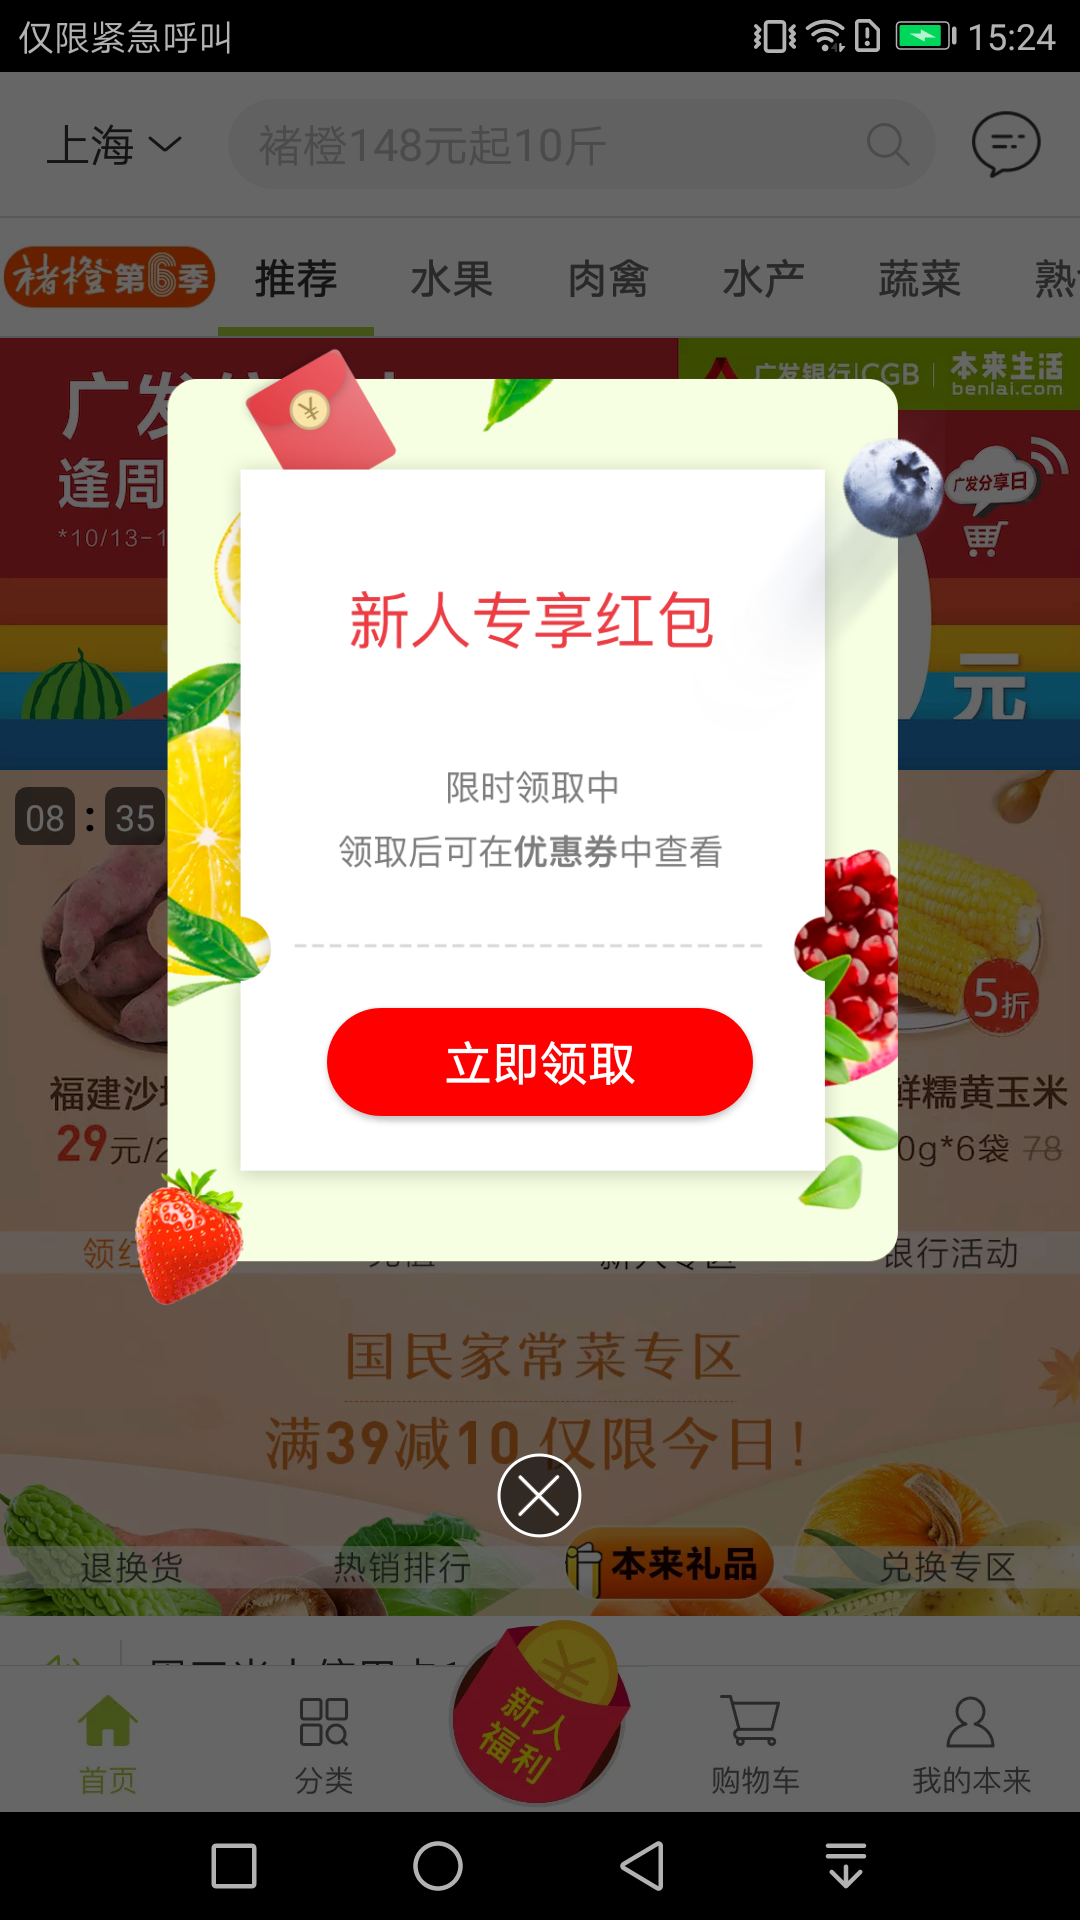 仅限紧急呼叫
15:24
上海
褚橙148元起10斤
褚橙第6季
推荐
水果
肉禽
水产
蔬菜
广发
广发银行|CGB
本来生活
benlai.com
逢周
广发分享日
*10/13-1
元
新人专享红包
限时领取中
领取后可在优惠券中查看
立即领取
08 : 35
5折
福建沙
鲜糯黄玉米
29元/2
0g*6袋 78
领红
充值
新人专区
银行活动
国民家常菜专区
满39减10 仅限今日!
退换货
热销排行
本来礼品
兑换专区
新人
福利
首页
分类
购物车
我的本来